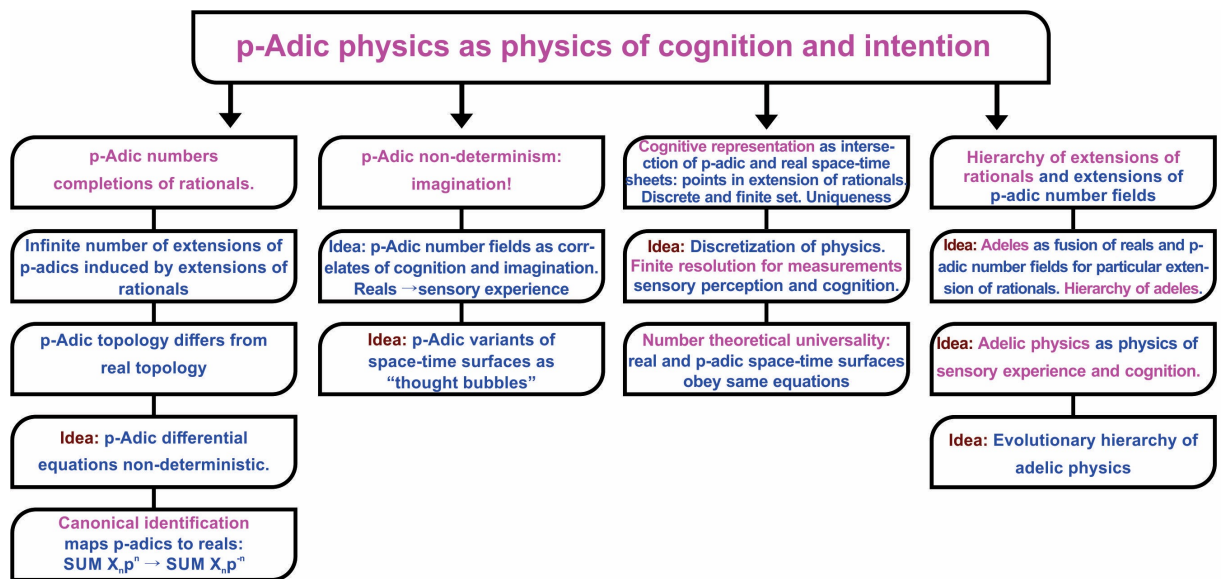 p-Adic physics as physics of cognition and intention
p-Adic numbers
completions of rationals.
Infinite number of extensions of
p-adics induced by extensions of
rationals
p-Adic topology differs from
real topology
Idea: p-Adic differential
equations non-deterministic.
Canonical identification
maps p-adics to reals:
SUM Xₙpⁿ → SUM Xₙp⁻ⁿ
p-Adic non-determinism:
imagination!
Idea: p-Adic number fields as corr-
elates of cognition and imagination.
Reals →sensory experience
Idea: p-Adic variants of
space-time surfaces as
“thought bubbles”
Cognitive representation as interse-
ction of p-adic and real space-time
sheets: points in extension of rationals.
Discrete and finite set. Uniqueness
Idea: Discretization of physics.
Finite resolution for measurements
sensory perception and cognition.
Number theoretical universality:
real and p-adic space-time surfaces
obey same equations
Hierarchy of extensions of
rationals and extensions of
p-adic number fields
Idea: Adeles as fusion of reals and p-
adic number fields for particular exten-
sion of rationals. Hierarchy of adeles.
Idea: Adelic physics as physics of
sensory experience and cognition.
Idea: Evolutionary hierarchy of
adelic physics